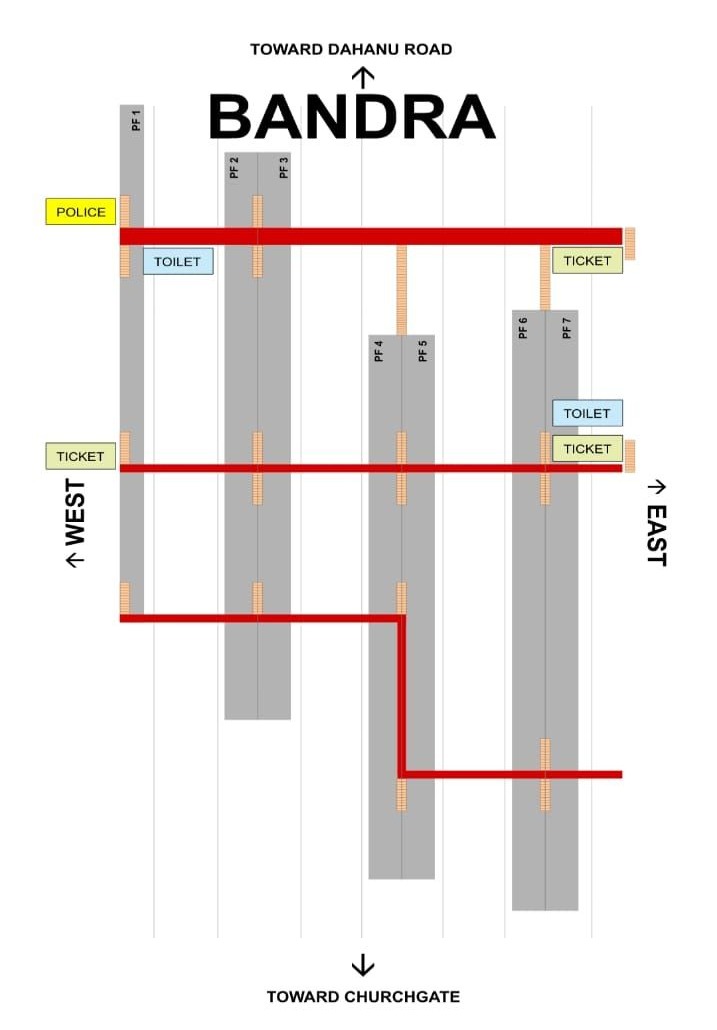 TOWARD DAHANU ROAD
↑
BANDRA
PF 1
PF 2
PF 3
POLICE
TOILET
TICKET
PF 4
PF 5
PF 6
PF 7
TOILET
TICKET
TICKET
↑ WEST
↑ EAST
↓
TOWARD CHURCHGATE